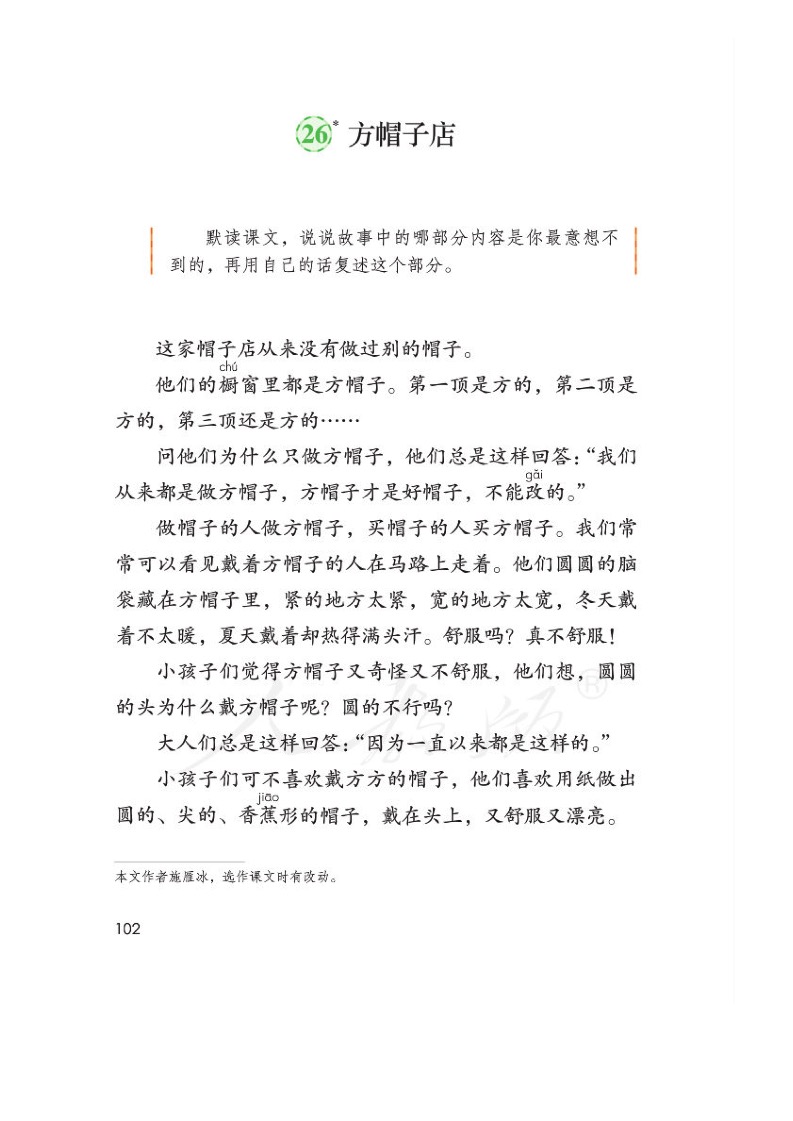 26* 方帽子店
默读课文，说说故事中的哪部分内容是你最意想不
到的，再用自己的话复述这个部分。
这家帽子店从来没有做过别的帽子。
chú
他们的橱窗里都是方帽子。第一顶是方的，第二顶是
方的，第三顶还是方的……
问他们为什么只做方帽子，他们总是这样回答：“我们
gǎi
从来都是做方帽子，方帽子才是好帽子，不能改的。”
做帽子的人做方帽子，买帽子的人买方帽子。我们常
常可以看见戴着方帽子的人在马路上走着。他们圆圆的脑
袋藏在方帽子里，紧的地方太紧，宽的地方太宽，冬天戴
着不太暖，夏天戴着却热得满头汗。舒服吗？真不舒服！
小孩子们觉得方帽子又奇怪又不舒服，他们想，圆圆
的头为什么戴方帽子呢？圆的不行吗？
大人们总是这样回答：“因为一直以来都是这样的。”
小孩子们可不喜欢戴方方的帽子，他们喜欢用纸做出
jiāo
圆的、尖的、香蕉形的帽子，戴在头上，又舒服又漂亮。
本文作者施雁冰，选作课文时有改动。
102